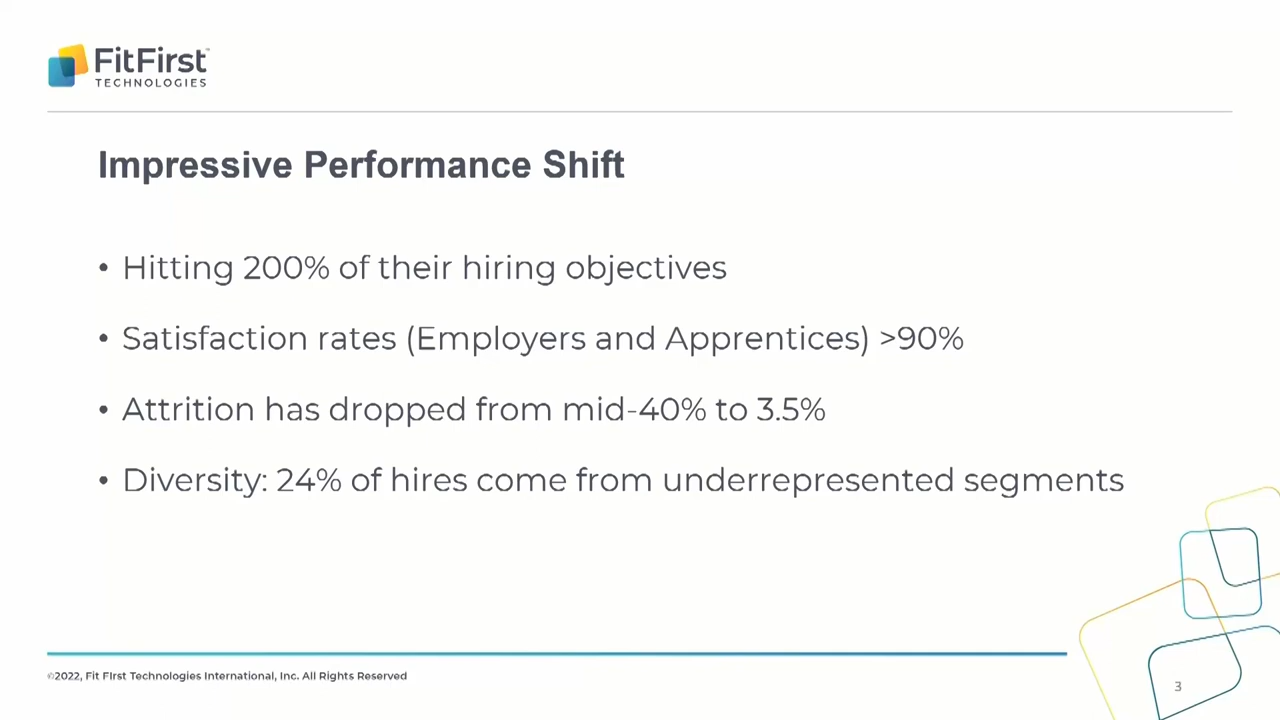 FitFirst™
TECHNOLOGIES
Impressive Performance Shift
• Hitting 200% of their hiring objectives
• Satisfaction rates (Employers and Apprentices) >90%
• Attrition has dropped from mid-40% to 3.5%
• Diversity: 24% of hires come from underrepresented segments
©2022, Fit FIrst Technologies International, Inc. All Rights Reserved
3